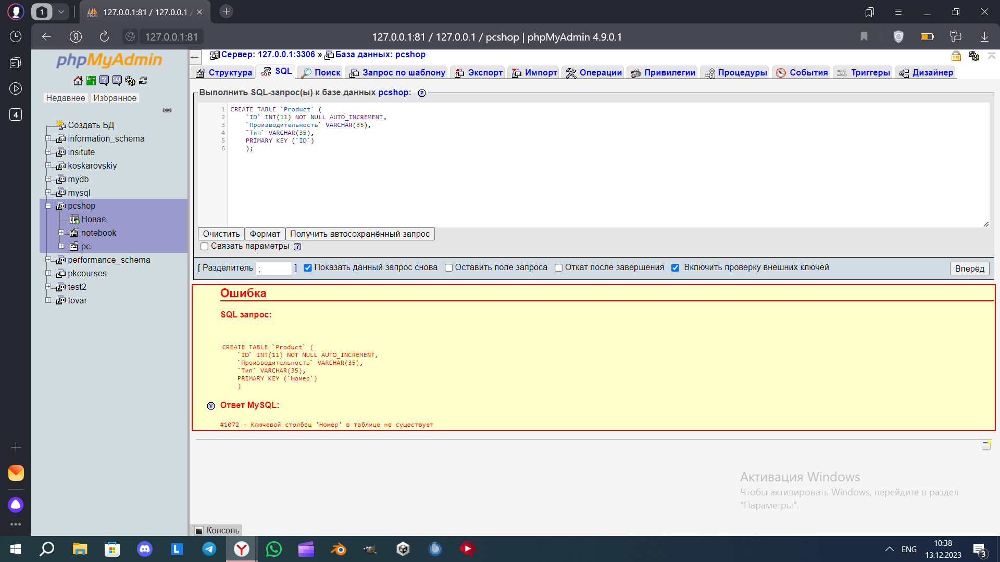 1
127.0.0.1:81 / 127.0.0.1 /
127.0.0.1:81
127.0.0.1:81 / 127.0.0.1 / pcshop | phpMyAdmin 4.9.0.1
4
phpMyAdmin
Недавнее Избранное
Создать БД
information_schema
insitute
koskarovskiy
mydb
mysql
pcshop
Новая
notebook
pc
performance_schema
pkcourses
test2
tovar
Сервер: 127.0.0.1:3306 » База данных: pcshop
Структура SQL Поиск Запрос по шаблону Экспорт Импорт Операции Привилегии Процедуры События Триггеры Дизайнер
Выполнить SQL-запрос(ы) к базе данных pcshop:
1 CREATE TABLE `Product` (
2 `ID` INT(11) NOT NULL AUTO_INCREMENT,
3 `Производительность` VARCHAR(35),
4 `Тип` VARCHAR(35),
5 PRIMARY KEY (`ID`)
6 );
Очистить Формат Получить автосохранённый запрос
Связать параметры
[ Разделитель ; ] Показать данный запрос снова Оставить поле запроса Откат после завершения Включить проверку внешних ключей Вперёд
Ошибка
SQL запрос:
CREATE TABLE `Product` (
`ID` INT(11) NOT NULL AUTO_INCREMENT,
`Производительность` VARCHAR(35),
`Тип` VARCHAR(35),
PRIMARY KEY (`Номер`)
)
Ответ MySQL:
#1072 - Ключевой столбец 'Номер' в таблице не существует
Активация Windows
Чтобы активировать Windows, перейдите в раздел
"Параметры".
Консоль
ENG
10:38
13.12.2023
3